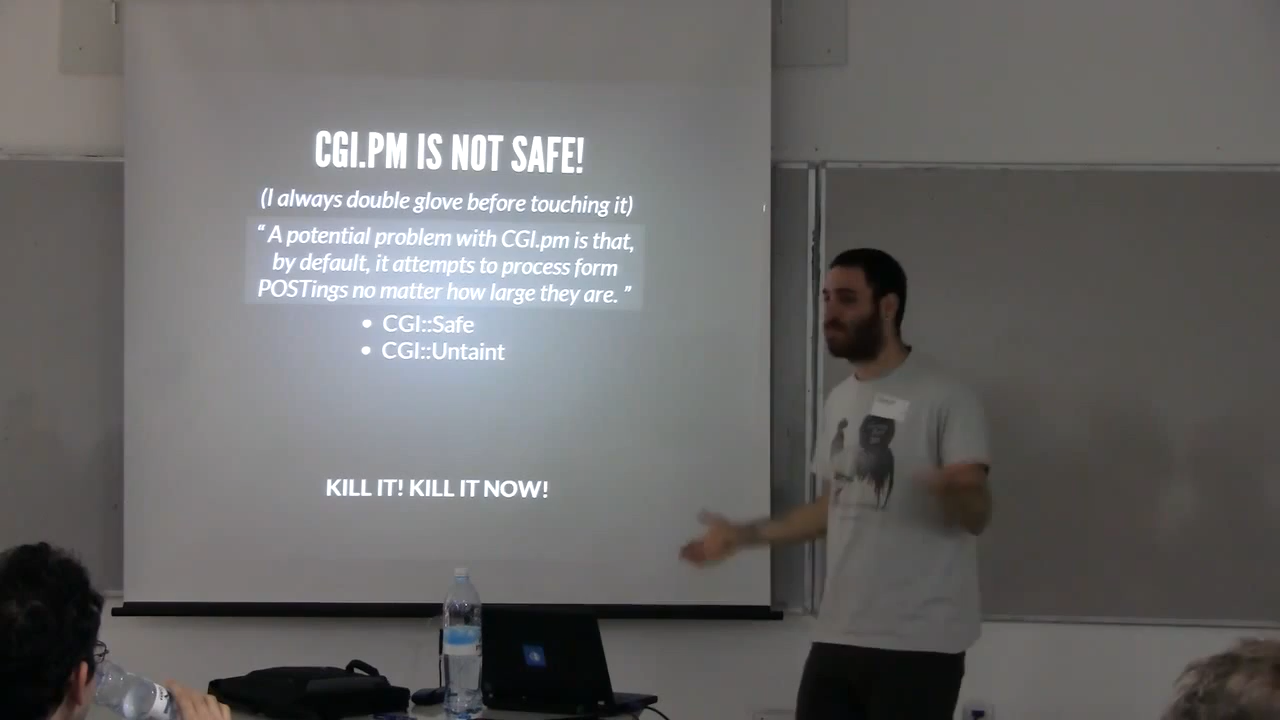 CGI.PM IS NOT SAFE!
(I always double glove before touching it)
“ A potential problem with CGI.pm is that,
by default, it attempts to process form
POSTings no matter how large they are. ”
• CGI::Safe
• CGI::Untaint
KILL IT! KILL IT NOW!